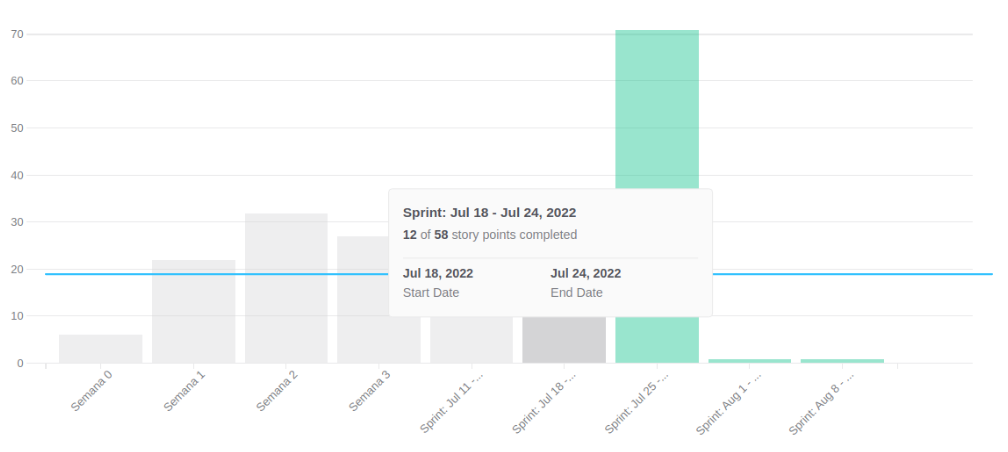 70
60
50
40
30
20
10
0
Sprint: Jul 18 - Jul 24, 2022
12 of 58 story points completed
Jul 18, 2022 Jul 24, 2022
Start Date End Date
Semana 0
Semana 1
Semana 2
Semana 3
Sprint: Jul 11 -...
Sprint: Jul 18 -...
Sprint: Jul 25 -...
Sprint: Aug 1 - ...
Sprint: Aug 8 - ...